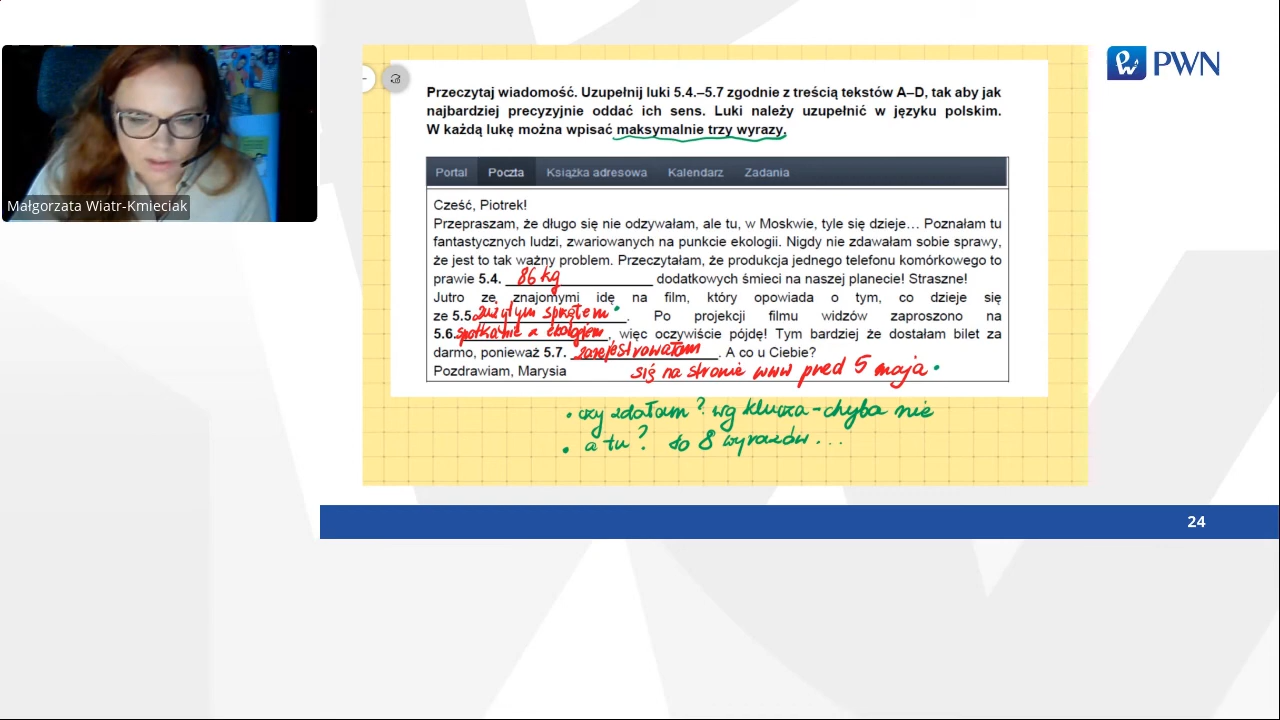 PWN
Małgorzata Wiatr-Kmieciak
Przeczytaj wiadomość. Uzupełnij luki 5.4.–5.7 zgodnie z treścią tekstów A–D, tak aby jak
najbardziej precyzyjnie oddać ich sens. Luki należy uzupełnić w języku polskim.
W każdą lukę można wpisać maksymalnie trzy wyrazy.
Portal Poczta Książka adresowa Kalendarz Zadania
Cześć, Piotrek!
Przepraszam, że długo się nie odzywałam, ale tu, w Moskwie, tyle się dzieje… Poznałam tu
fantastycznych ludzi, zwariowanych na punkcie ekologii. Nigdy nie zdawałam sobie sprawy,
że jest to tak ważny problem. Przeczytałam, że produkcja jednego telefonu komórkowego to
prawie 5.4. 86 kg dodatkowych śmieci na naszej planecie! Straszne!
Jutro ze znajomymi idę na film, który opowiada o tym, co dzieje się
ze 5.5. zużytym sprzętem. Po projekcji filmu widzów zaproszono na
5.6. spotkanie z ekologiem, więc oczywiście pójdę! Tym bardziej że dostałam bilet za
darmo, ponieważ 5.7. zarejestrowałam. A co u Ciebie?
Pozdrawiam, Marysia się na stronie www pred 5 maja
• czy zdałam? wg klucza - chyba nie
• a tu? to 8 wyrazów...
24